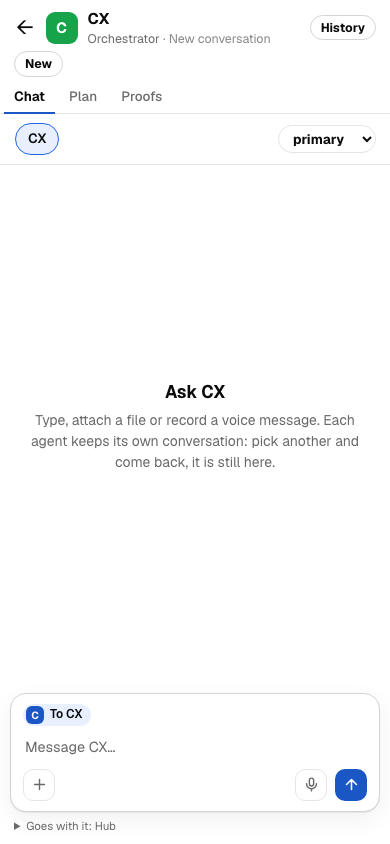 C
CX
Orchestrator · New conversation
History
New
Chat
Plan
Proofs
CX
primary
Ask CX
Type, attach a file or record a voice message. Each
agent keeps its own conversation: pick another and
come back, it is still here.
C
To CX
Message CX…
Goes with it: Hub